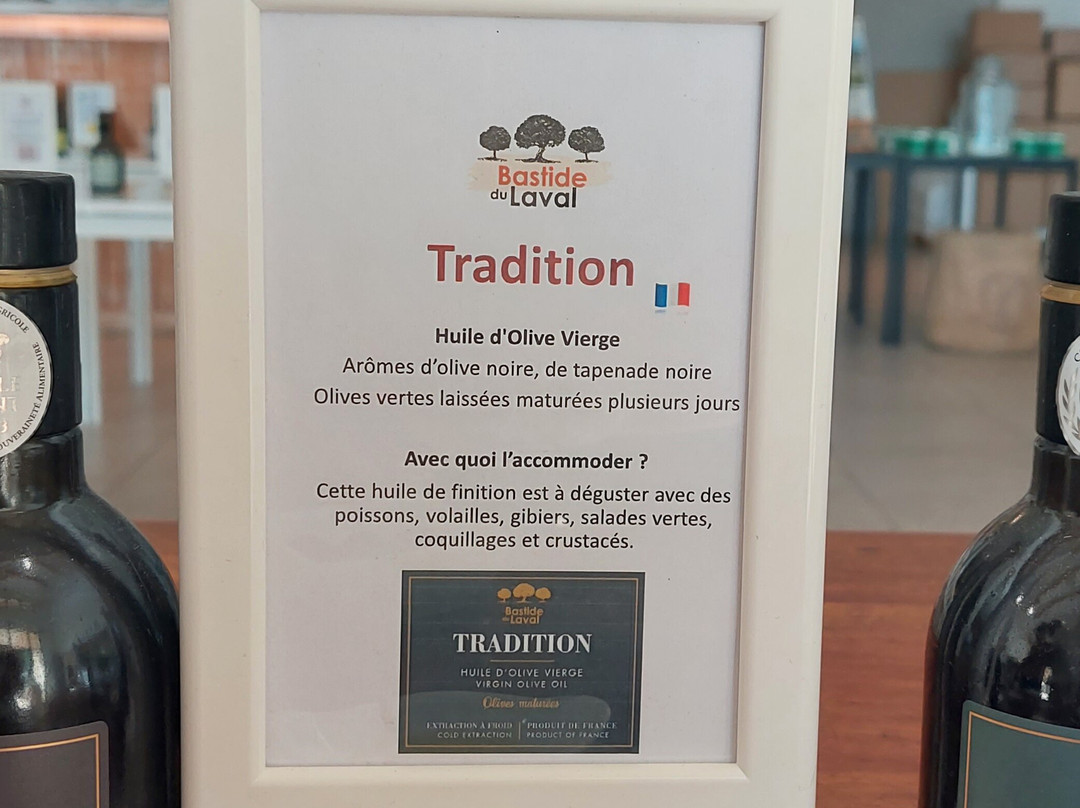 Bastide
du Laval
Tradition
Huile d'Olive Vierge
Arômes d'olive noire, de tapenade noire
Olives vertes laissées maturées plusieurs jours
Avec quoi l'accommoder ?
Cette huile de finition est à déguster avec des
poissons, volailles, gibiers, salades vertes,
coquillages et crustacés.
Bastide
du Laval
TRADITION
HUILE D'OLIVE VIERGE
VIRGIN OLIVE OIL
Olives maturées
EXTRACTION À FROID PRODUIT DE FRANCE
COLD EXTRACTION PRODUCT OF FRANCE
ALIMENTAIRE